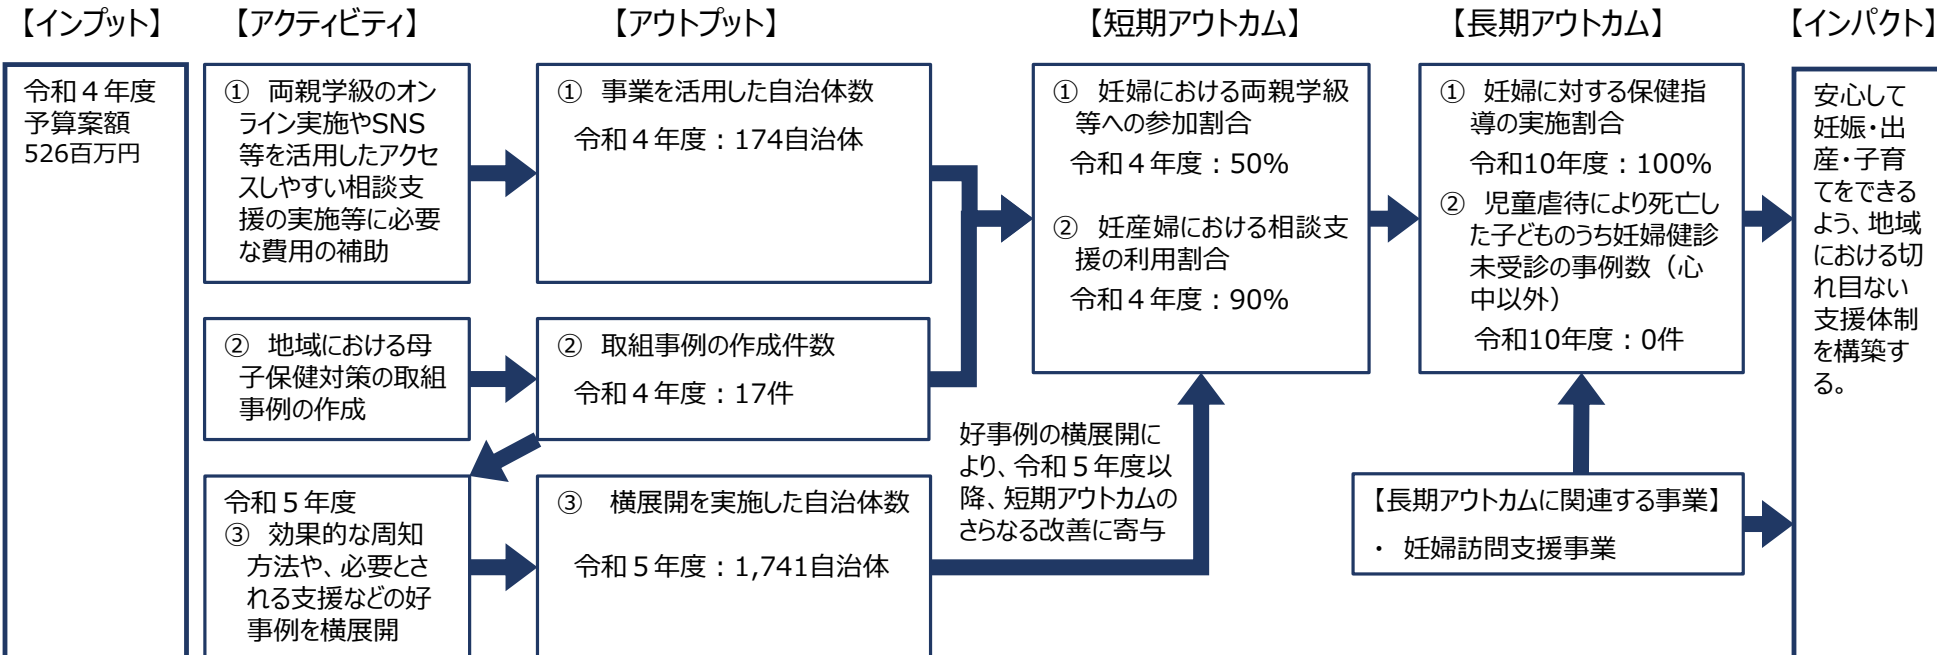 【インプット】
【アクティビティ】
【アウトプット】
【短期アウトカム】
【長期アウトカム】
【インパクト】
令和４年度
予算案額
526百万円
① 両親学級のオン
ライン実施やSNS
等を活用したアクセ
スしやすい相談支
援の実施等に必要
な費用の補助
① 事業を活用した自治体数
令和４年度：174自治体
② 地域における母
子保健対策の取組
事例の作成
② 取組事例の作成件数
令和４年度：17件
令和５年度
③ 効果的な周知
方法や、必要とさ
れる支援などの好
事例を横展開
③ 横展開を実施した自治体数
令和５年度：1,741自治体
① 妊婦における両親学級
等への参加割合
令和４年度：50%
② 妊産婦における相談支
援の利用割合
令和４年度：90%
好事例の横展開に
より、令和５年度以
降、短期アウトカムの
さらなる改善に寄与
① 妊婦に対する保健指
導の実施割合
令和10年度：100%
② 児童虐待により死亡し
た子どものうち妊婦健診
未受診の事例数（心
中以外）
令和10年度：0件
【長期アウトカムに関連する事業】
・ 妊婦訪問支援事業
安心して
妊娠・出
産・子育
てをできる
よう、地域
における切
れ目ない
支援体制
を構築す
る。